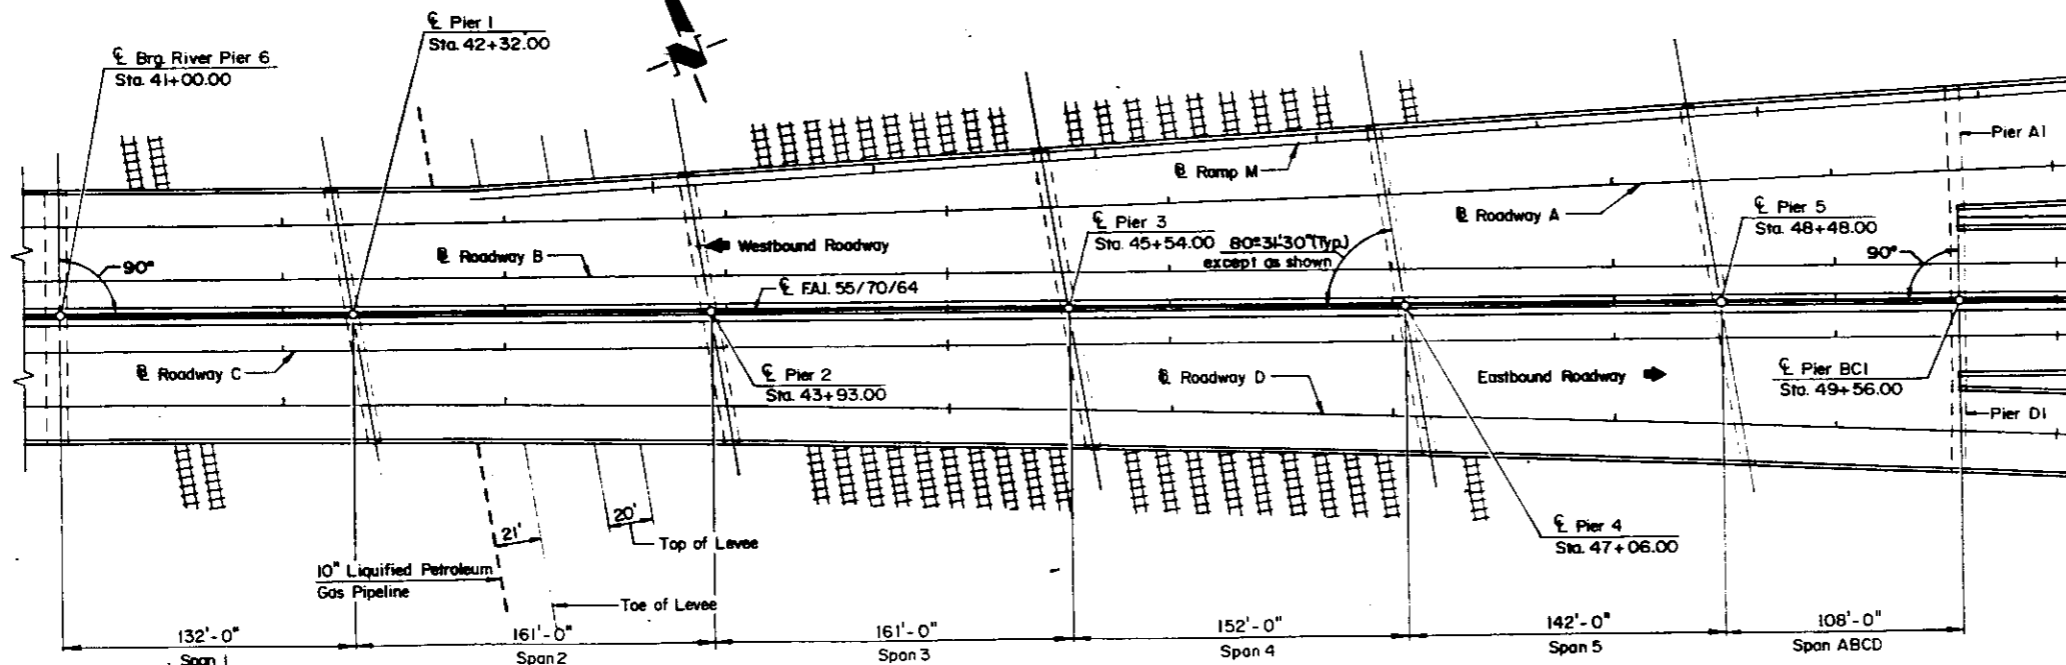 ℄ Brg River Pier 6
Sta. 41+00.00
℄ Pier 1
Sta. 42+32.00
Pier A1
℄ Ramp M
℄ Pier 3
Sta. 45+54.00
80°31'30"(Typ.)
except as shown
℄ Roadway A
℄ Pier 5
Sta. 48+48.00
90°
℄ Roadway B
Westbound Roadway
90°
℄ F.A.I. 55/70/64
℄ Roadway C
℄ Pier 2
Sta. 43+93.00
℄ Roadway D
Eastbound Roadway
℄ Pier BC1
Sta. 49+56.00
Pier D1
20'
21'
Top of Levee
℄ Pier 4
Sta. 47+06.00
10" Liquified Petroleum
Gas Pipeline
Toe of Levee
132'-0"
Span 1
161'-0"
Span 2
161'-0"
Span 3
152'-0"
Span 4
142'-0"
Span 5
108'-0"
Span ABCD